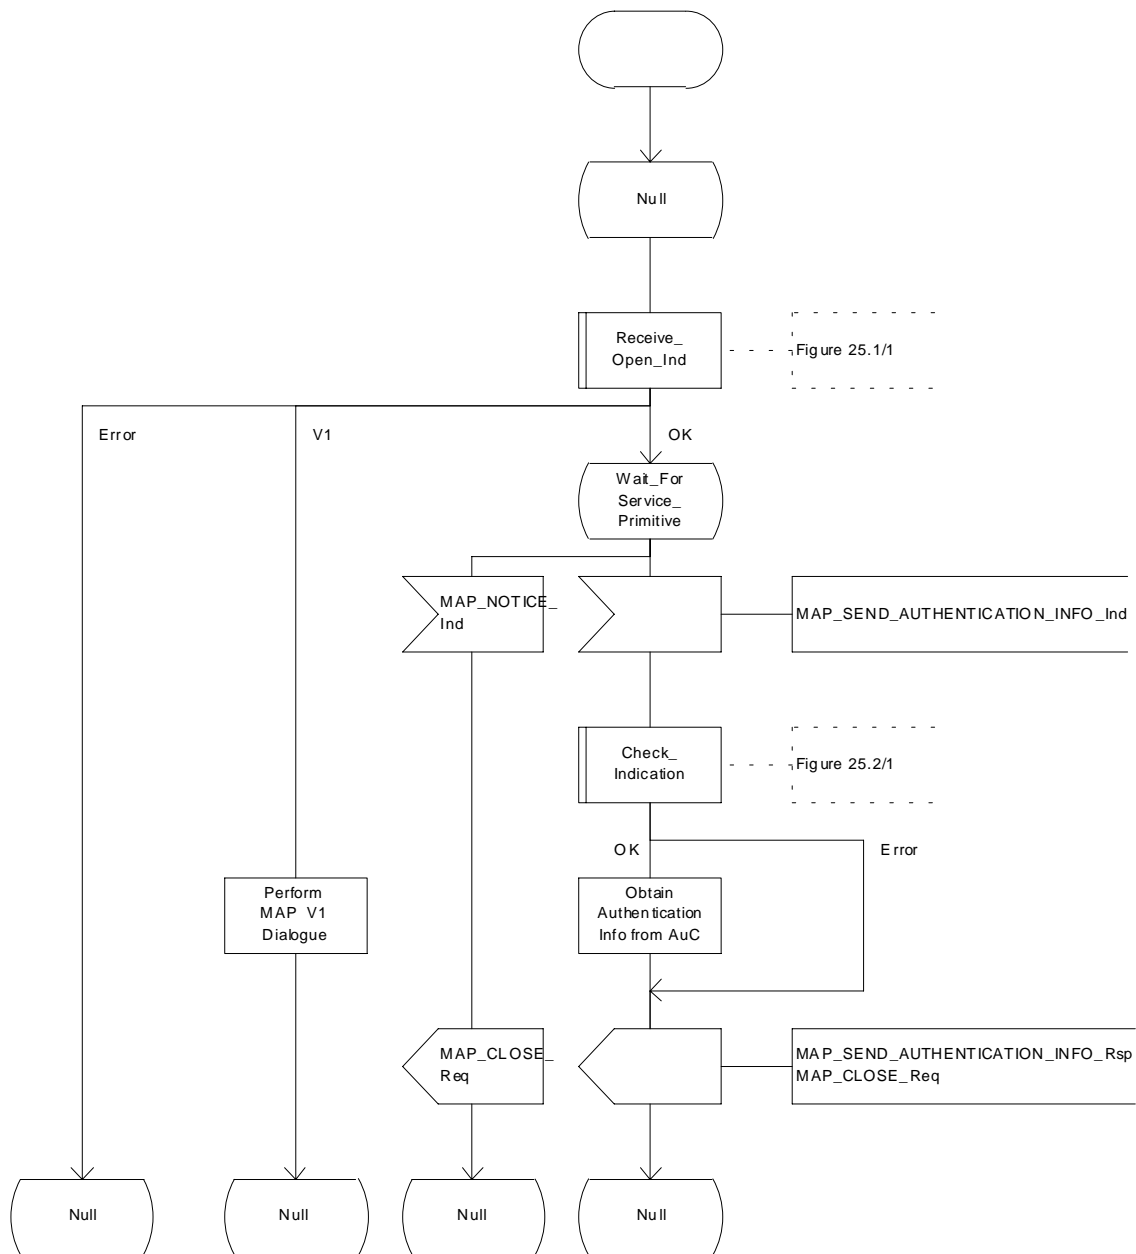 Null
Receive_
Open_Ind
Figure 25.1/1
Error
V1
OK
Wait_For
Service_
Primitive
MAP_NOTICE_
Ind
MAP_SEND_AUTHENTICATION_INFO_Ind
Check_
Indication
Figure 25.2/1
OK
Error
Perform
MAP V1
Dialogue
Obtain
Authentication
Info from AuC
MAP_CLOSE_
Req
MAP_SEND_AUTHENTICATION_INFO_Rsp
MAP_CLOSE_Req
Null
Null
Null
Null